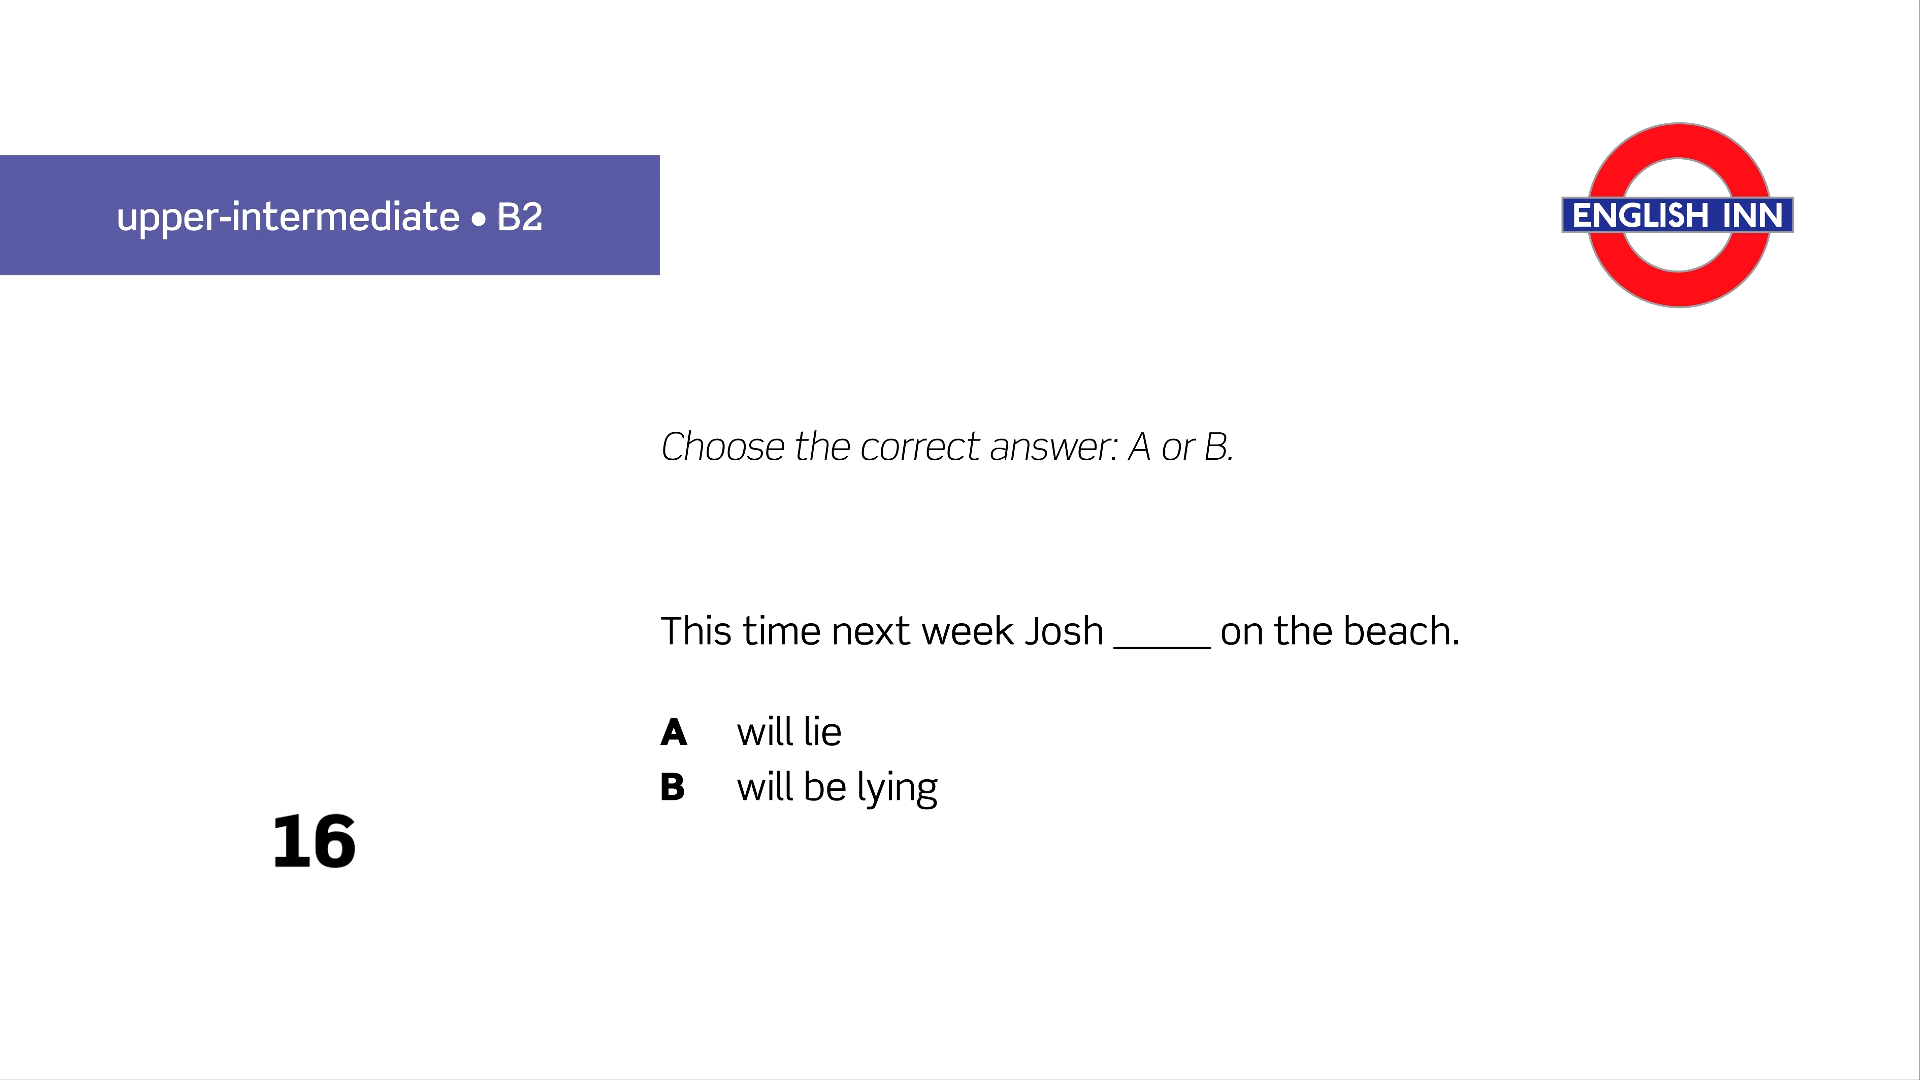 upper-intermediate • B2
ENGLISH INN
Choose the correct answer: A or B.
This time next week Josh _____ on the beach.
A will lie
B will be lying
16